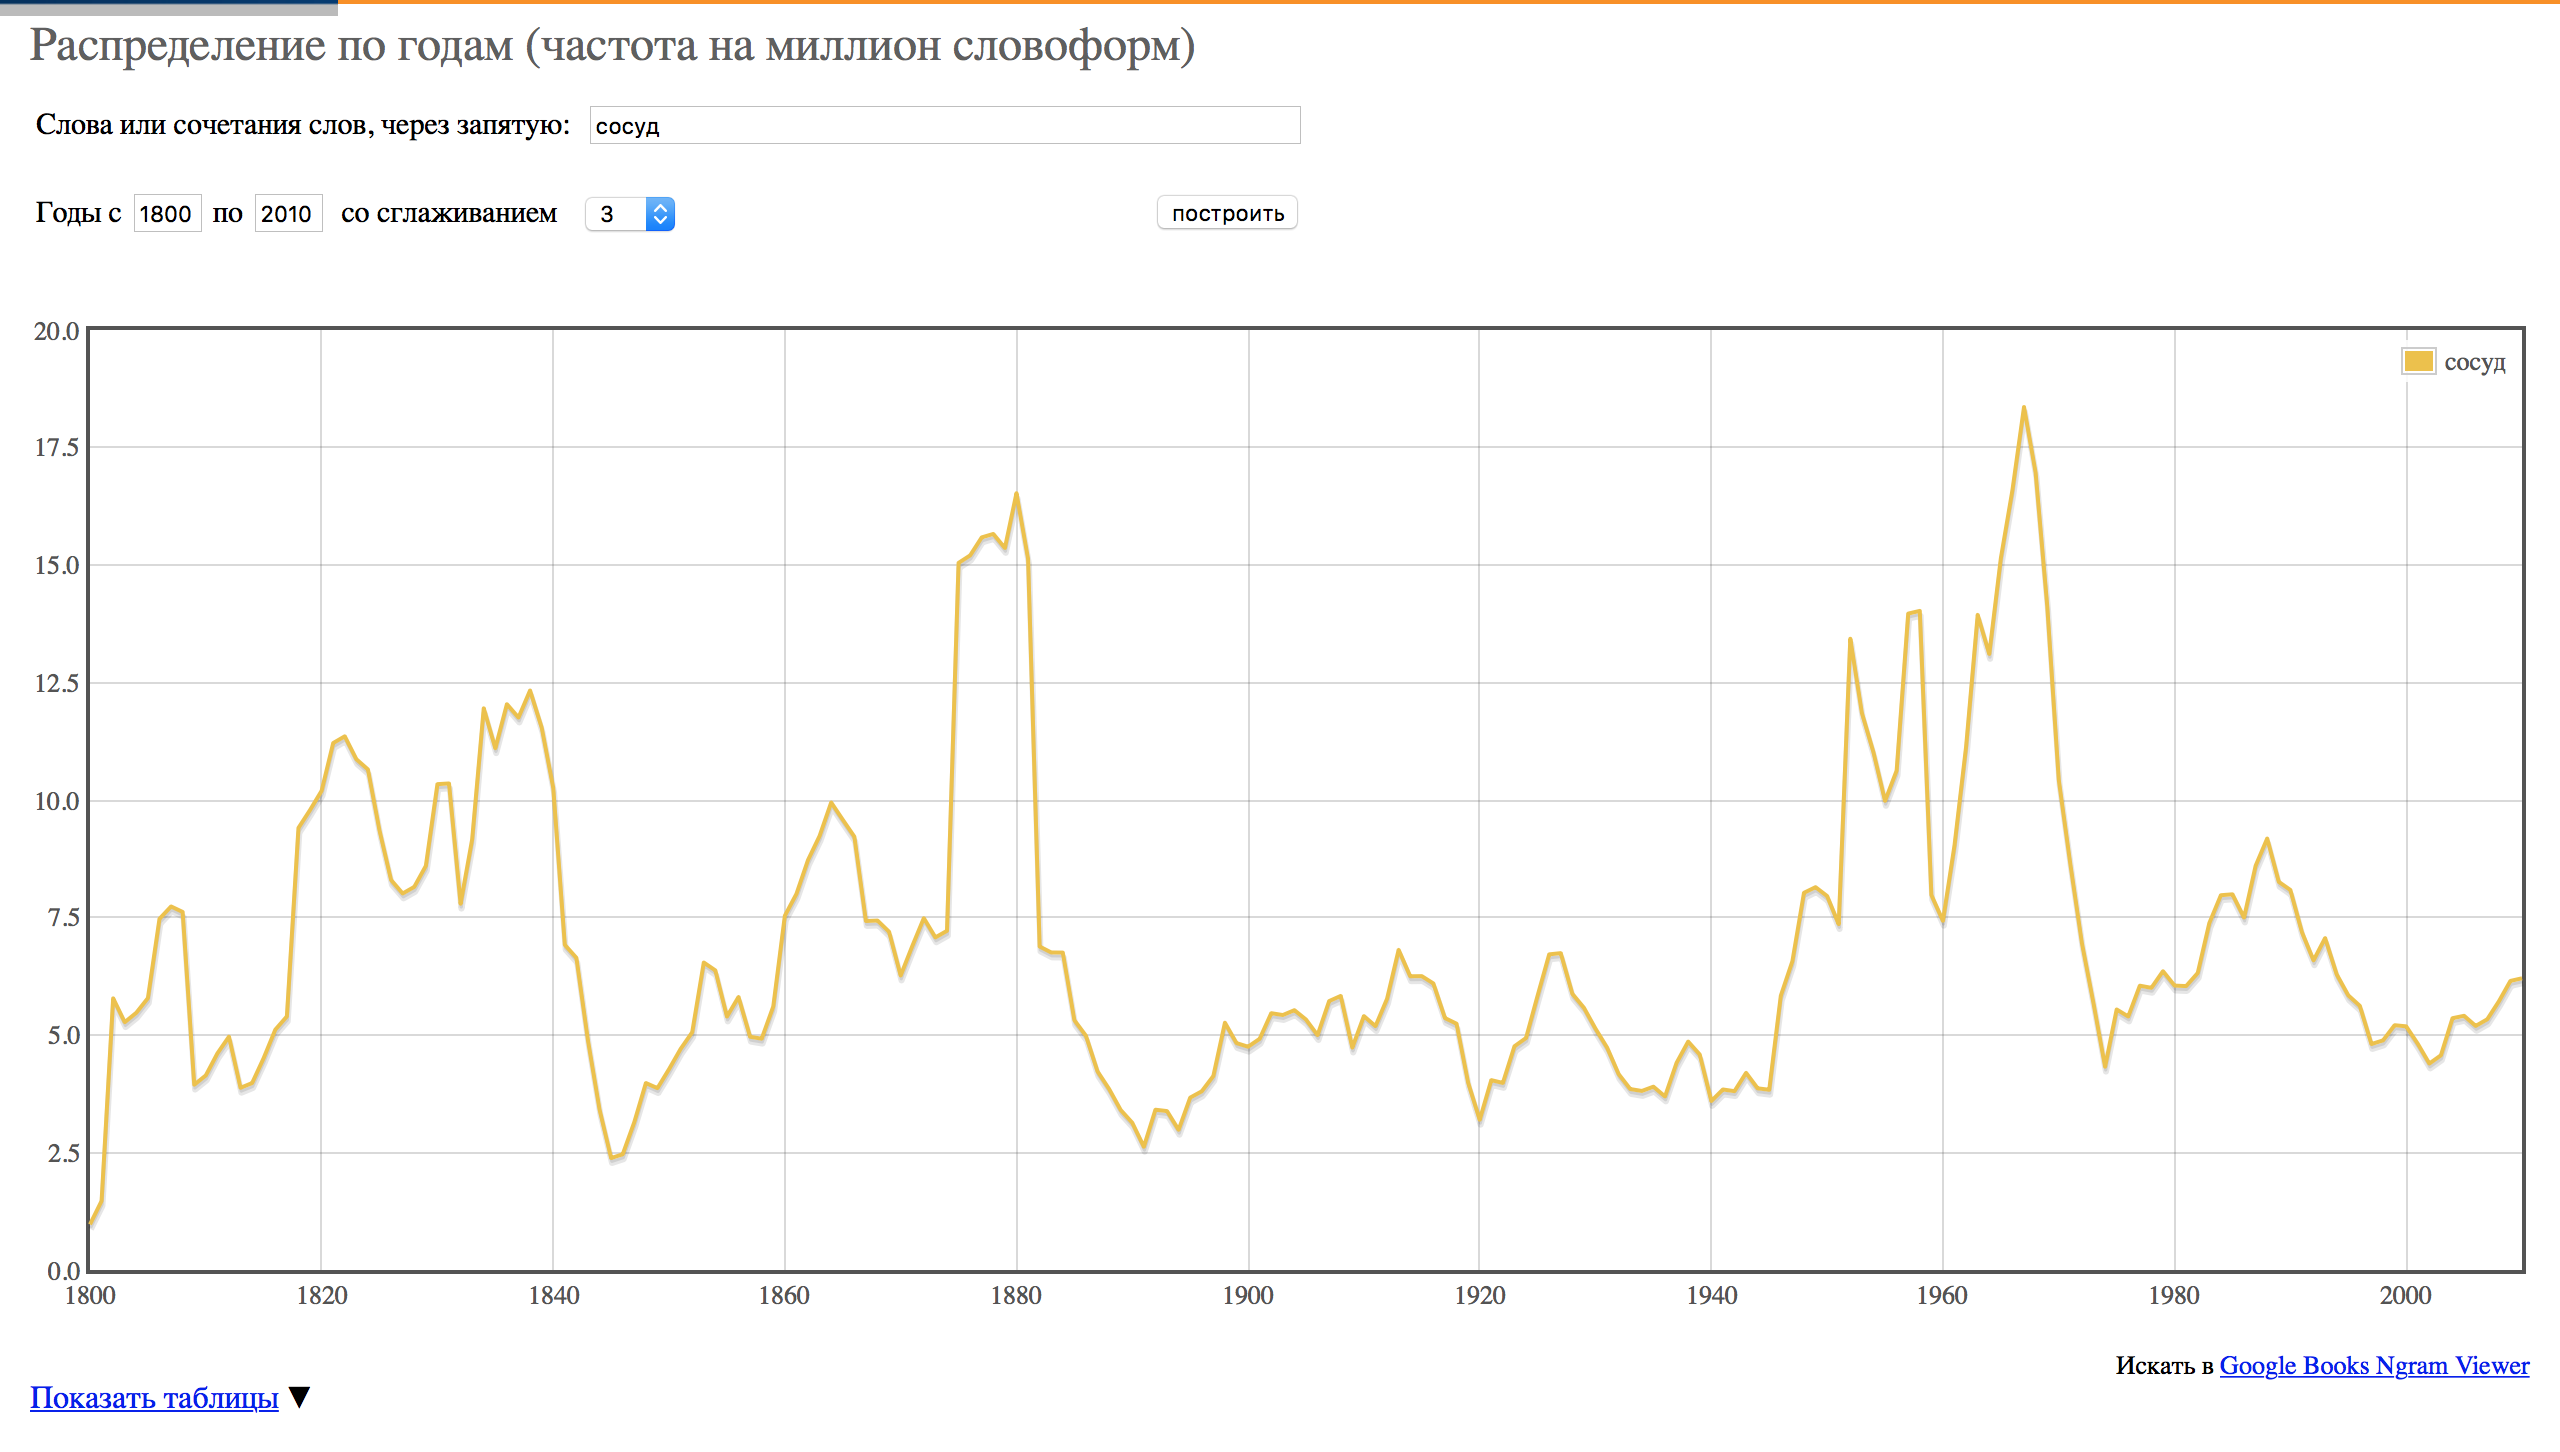 Распределение по годам (частота на миллион словоформ)
Слова или сочетания слов, через запятую: сосуд
Годы с 1800 по 2010 со сглаживанием 3 построить
20.0
сосуд
17.5
15.0
12.5
10.0
7.5
5.0
2.5
0.0
1800 1820 1840 1860 1880 1900 1920 1940 1960 1980 2000
Искать в Google Books Ngram Viewer
Показать таблицы ▼